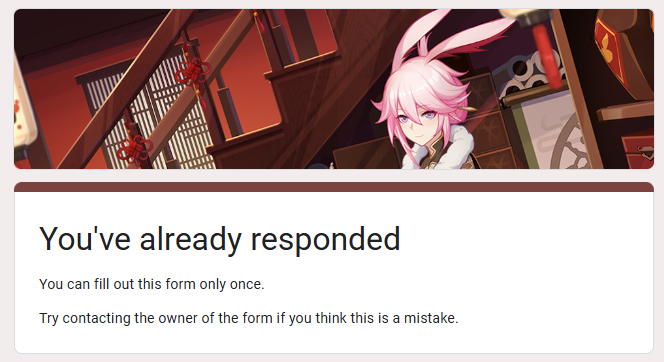 You've already responded
You can fill out this form only once.
Try contacting the owner of the form if you think this is a mistake.